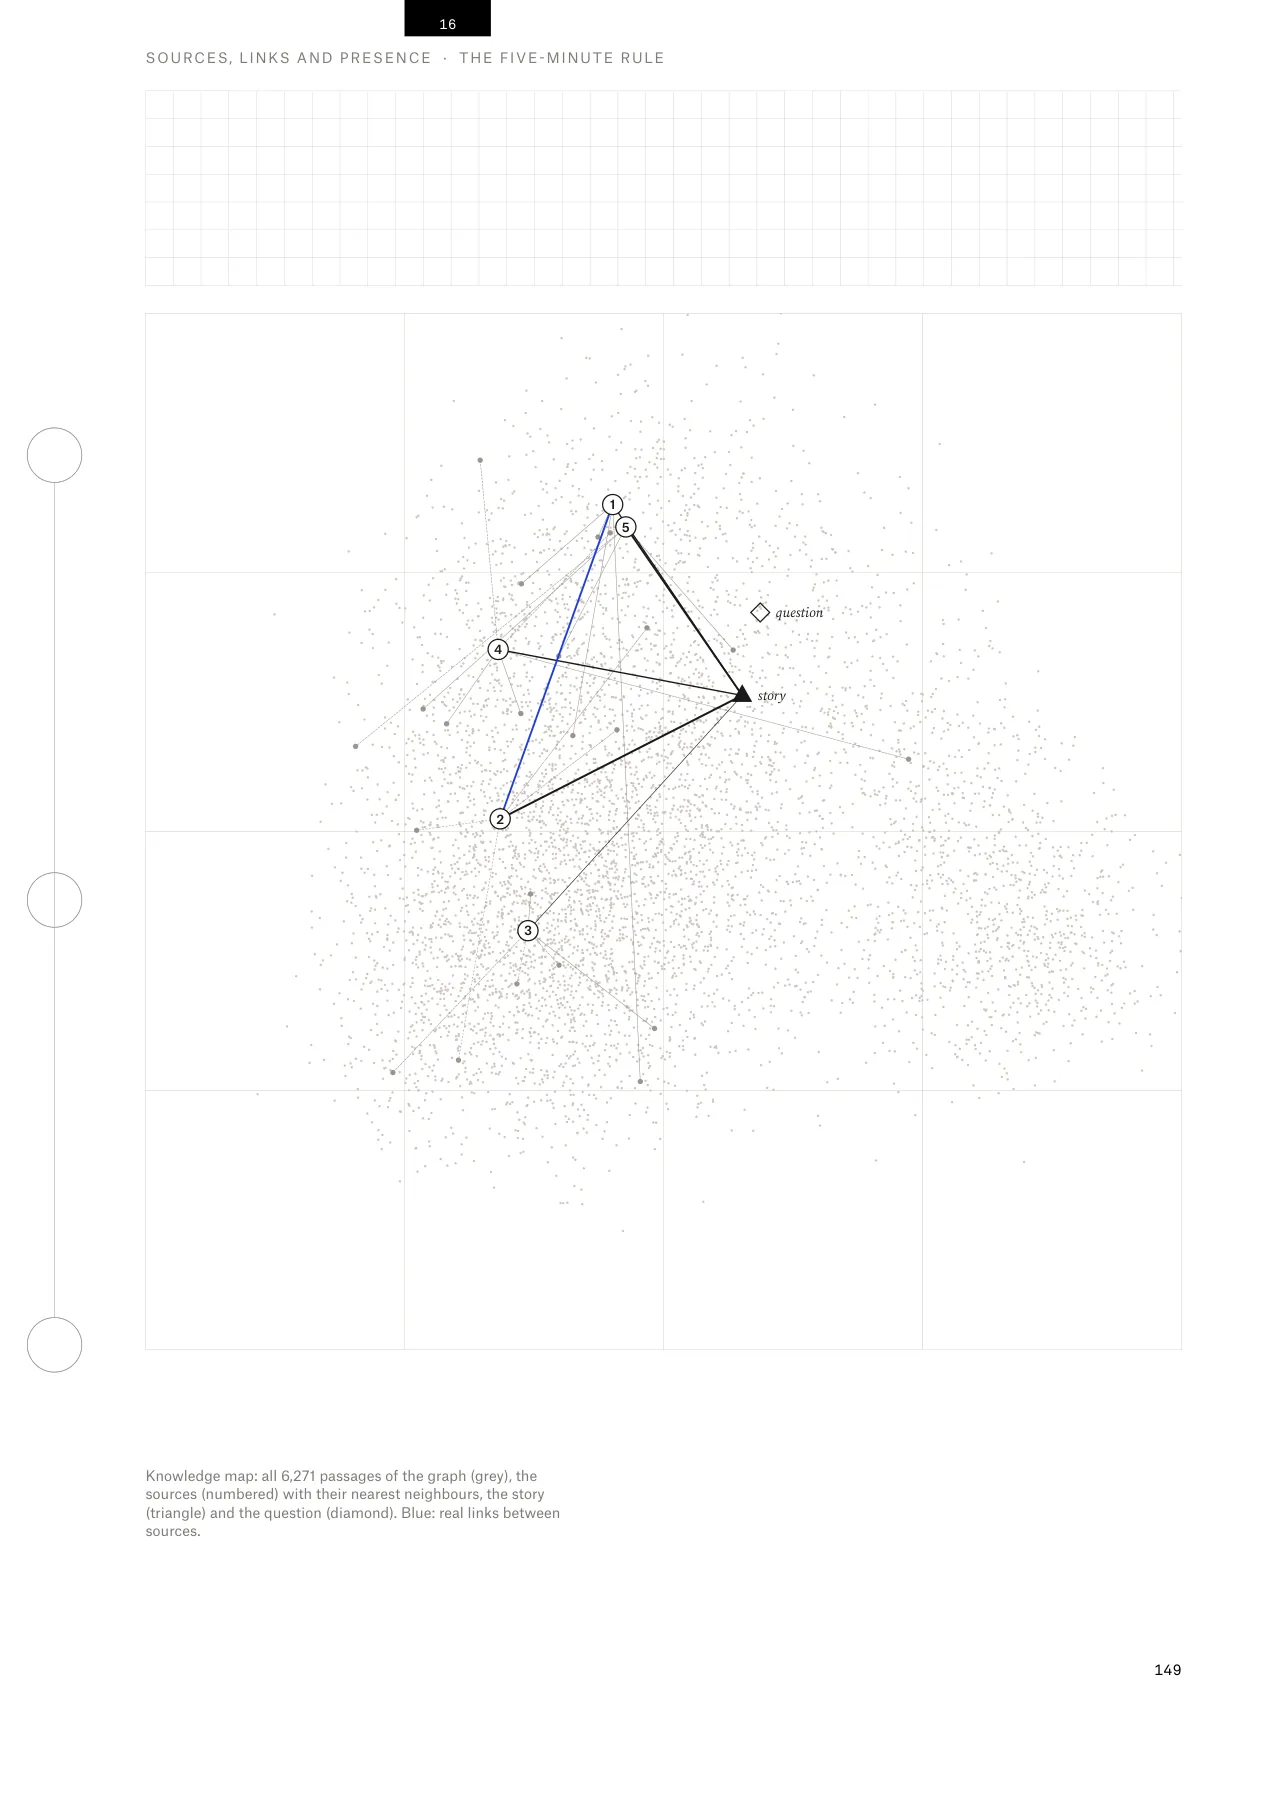 16
SOURCES, LINKS AND PRESENCE · THE FIVE-MINUTE RULE
1
5
question
4
story
2
3
Knowledge map: all 6,271 passages of the graph (grey), the
sources (numbered) with their nearest neighbours, the story
(triangle) and the question (diamond). Blue: real links between
sources.
149